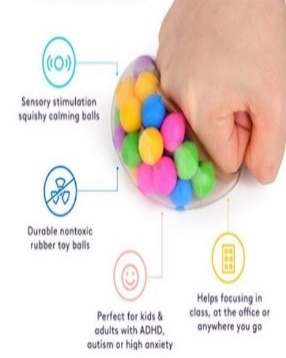 Sensory stimulation
squishy calming balls
Durable nontoxic
rubber toy balls
Perfect for kids &
adults with ADHD,
autism or high anxiety
Helps focusing in
class, at the office or
anywhere you go